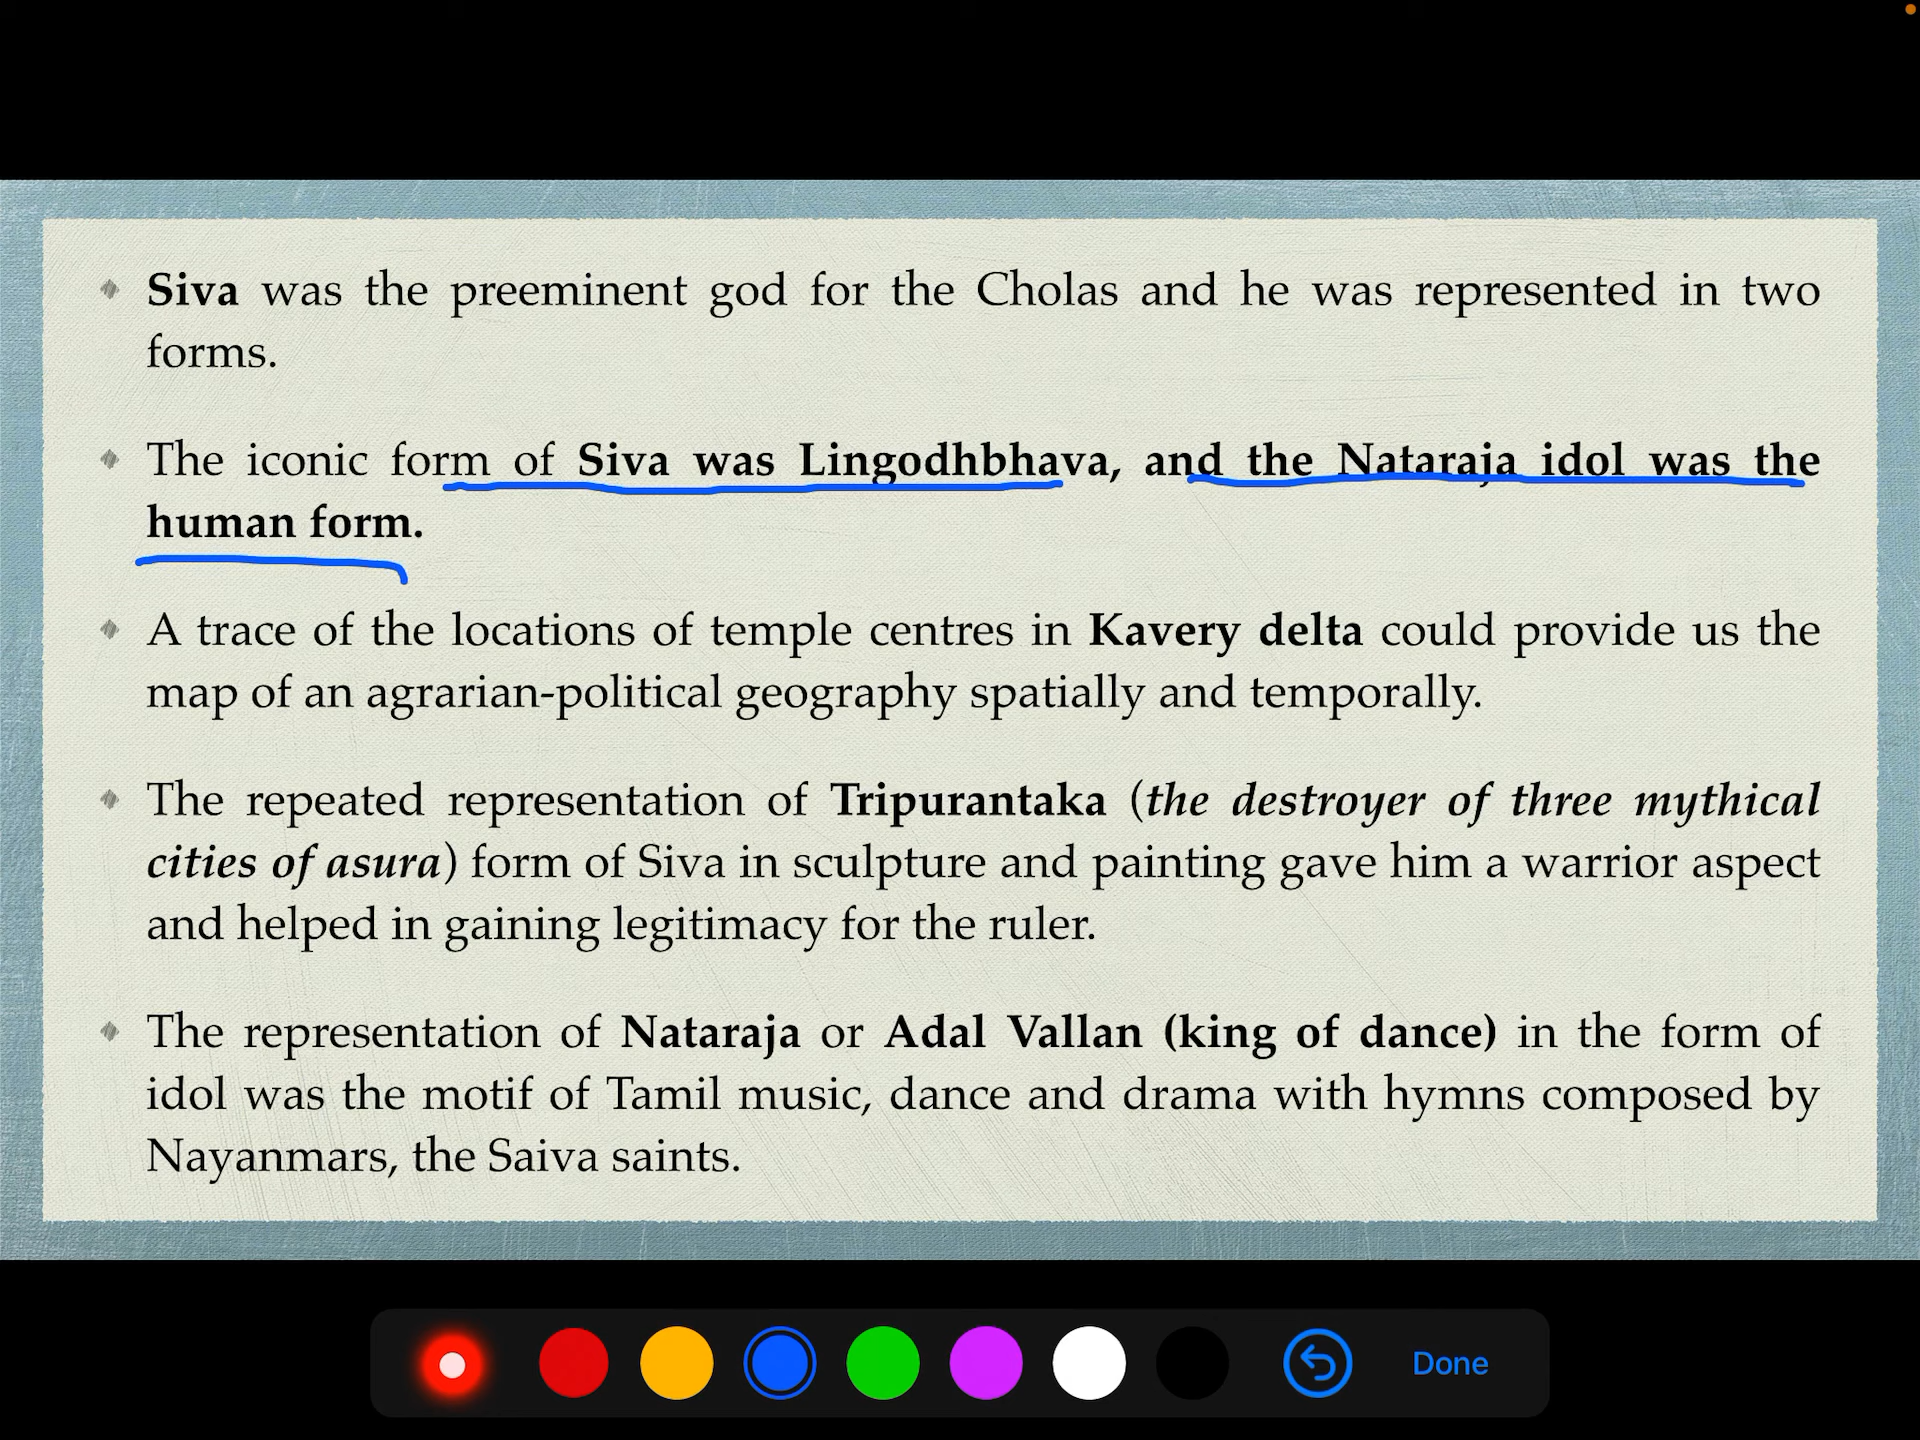 Siva was the preeminent god for the Cholas and he was represented in two
forms.
The iconic form of Siva was Lingodhbhava, and the Nataraja idol was the
human form.
A trace of the locations of temple centres in Kavery delta could provide us the
map of an agrarian-political geography spatially and temporally.
The repeated representation of Tripurantaka (the destroyer of three mythical
cities of asura) form of Siva in sculpture and painting gave him a warrior aspect
and helped in gaining legitimacy for the ruler.
The representation of Nataraja or Adal Vallan (king of dance) in the form of
idol was the motif of Tamil music, dance and drama with hymns composed by
Nayanmars, the Saiva saints.
Done